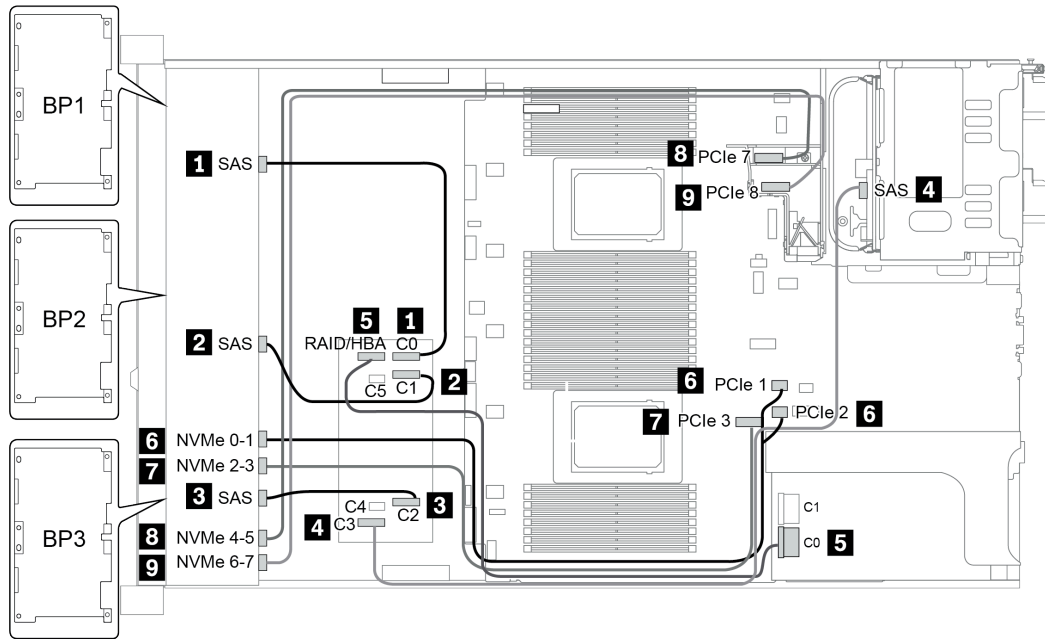 BP1
BP2
BP3
1 SAS
2 SAS
6 NVMe 0-1
7 NVMe 2-3
3 SAS
8 NVMe 4-5
9 NVMe 6-7
5 1
RAID/HBA C0
C5 C1 2
C4
4 C3 C2 3
8 PCIe 7
9 PCIe 8
SAS 4
6 PCIe 1
7 PCIe 3
PCIe 2 6
C1
C0 5